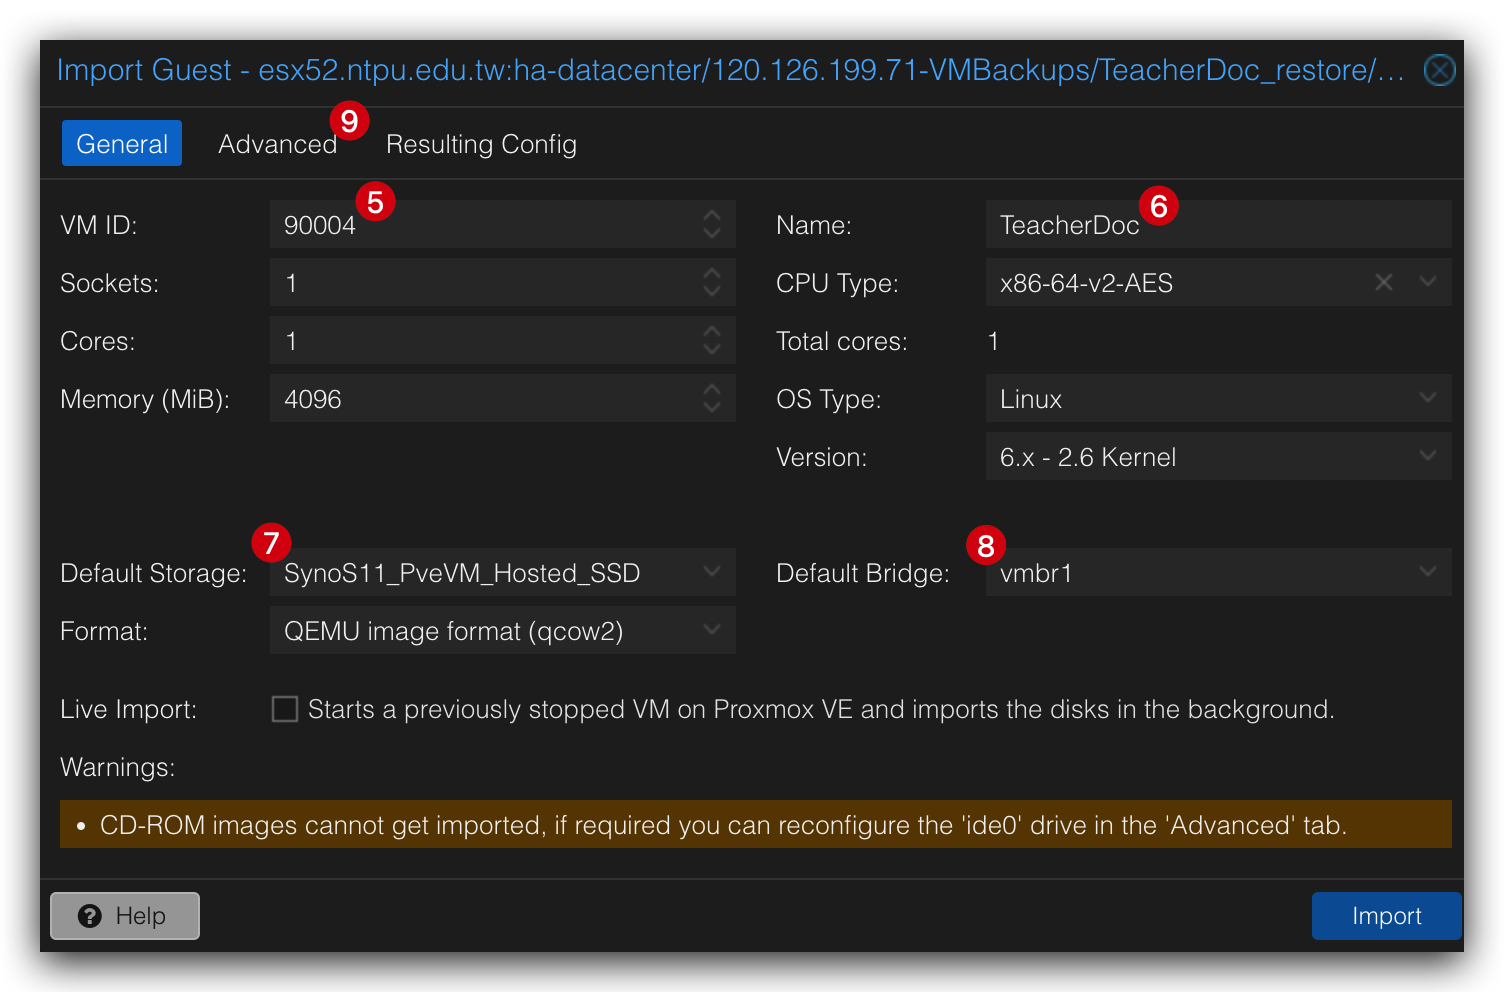 Import Guest - esx52.ntpu.edu.tw:ha-datacenter/120.126.199.71-VMBackups/TeacherDoc_restore/...
General Advanced 9 Resulting Config
VM ID: 90004 5 Name: TeacherDoc 6
Sockets: 1 CPU Type: x86-64-v2-AES
Cores: 1 Total cores: 1
Memory (MiB): 4096 OS Type: Linux
Version: 6.x - 2.6 Kernel
Default Storage: 7 SynoS11_PveVM_Hosted_SSD Default Bridge: 8 vmbr1
Format: QEMU image format (qcow2)
Live Import: Starts a previously stopped VM on Proxmox VE and imports the disks in the background.
Warnings:
• CD-ROM images cannot get imported, if required you can reconfigure the 'ide0' drive in the 'Advanced' tab.
? Help Import